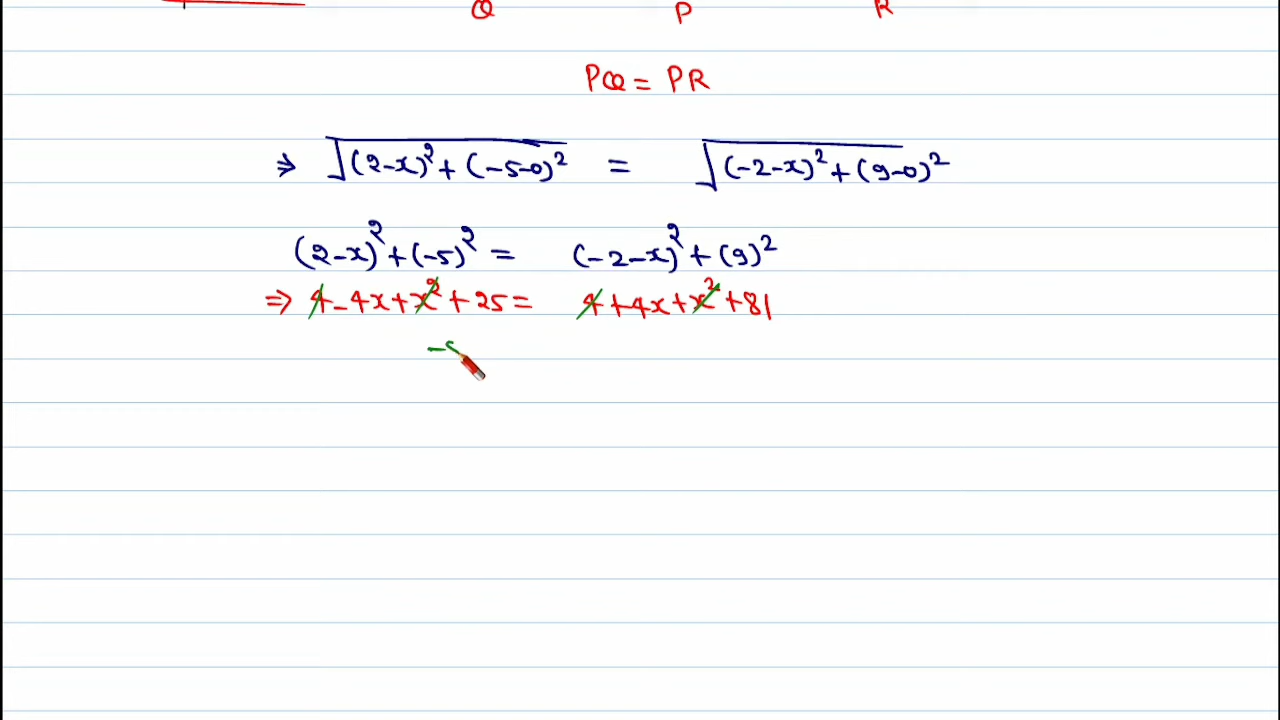 Q P R
PQ = PR
⇒ √(2-x)² + (-5-0)² = √(-2-x)² + (9-0)²
(2-x)² + (-5)² = (-2-x)² + (9)²
⇒ 4 - 4x + x² + 25 = 4 + 4x + x² + 81